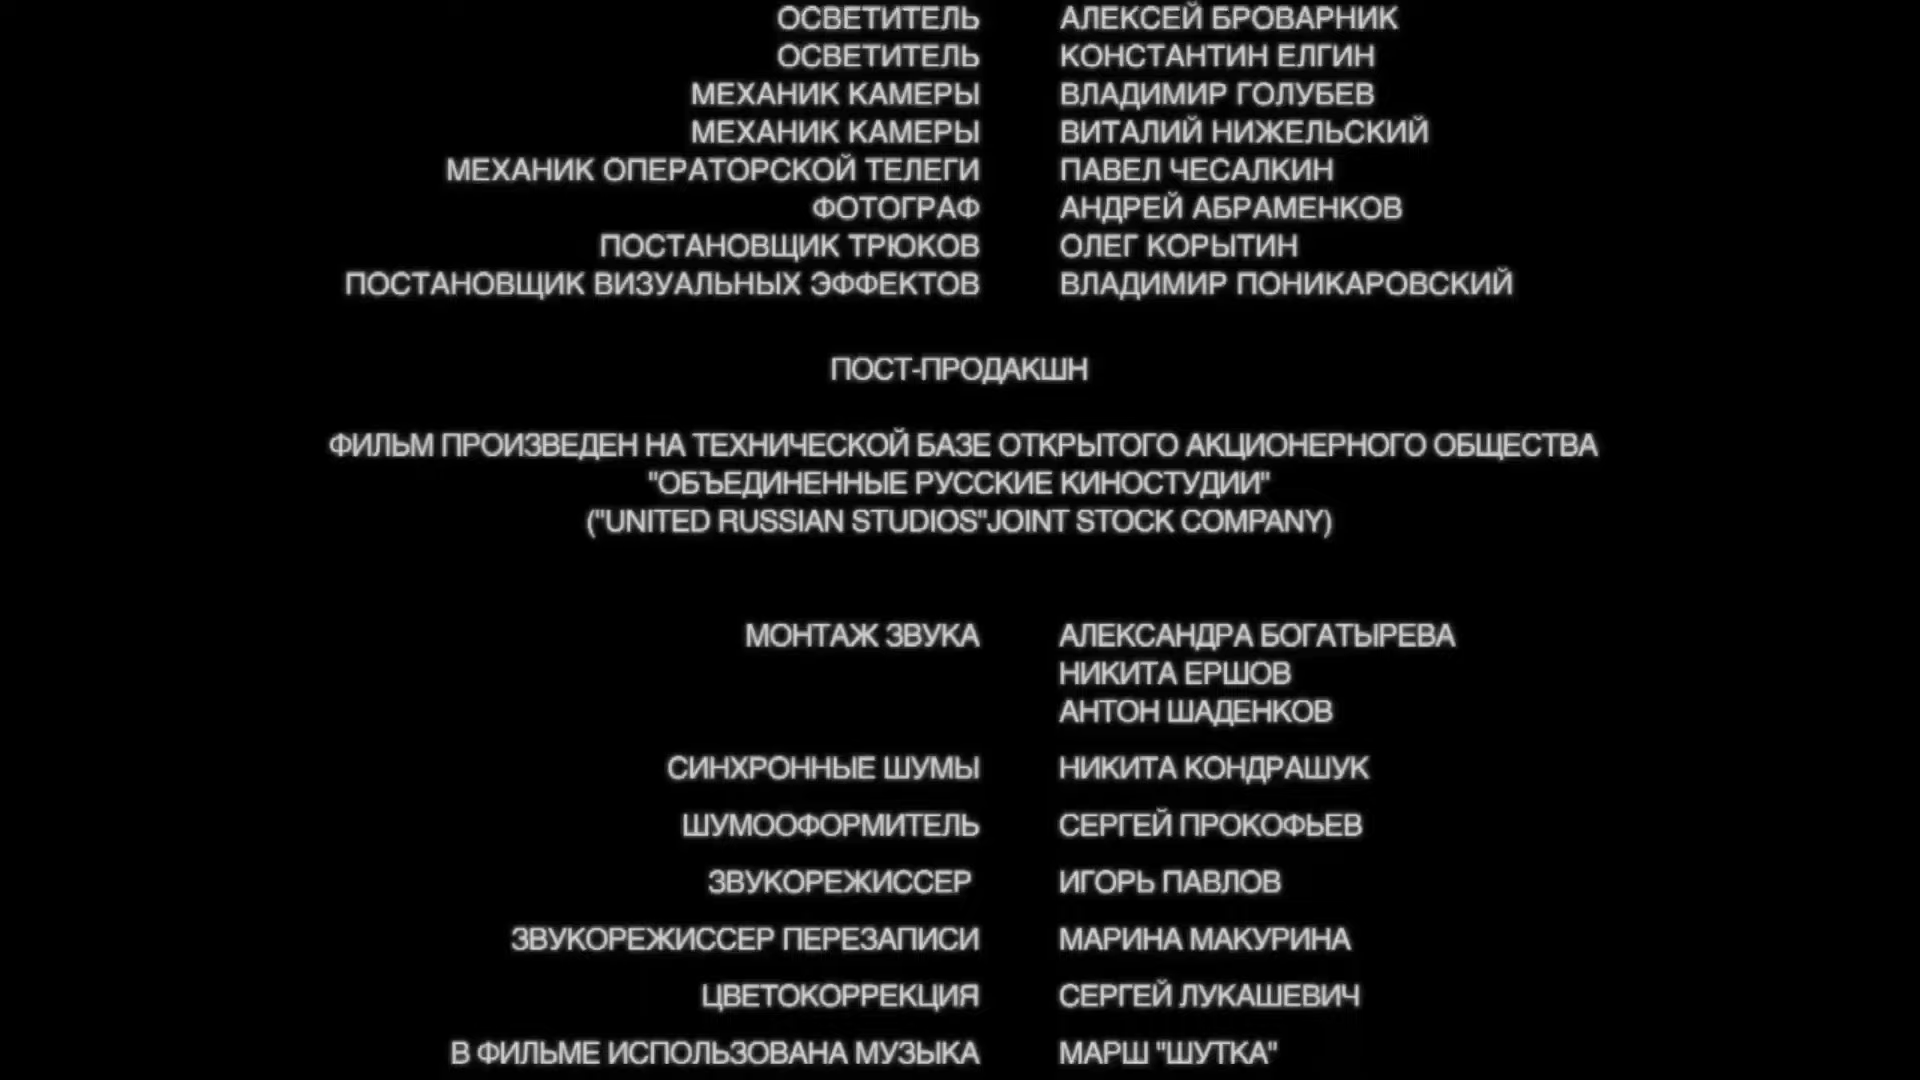 ОСВЕТИТЕЛЬ АЛЕКСЕЙ БРОВАРНИК
ОСВЕТИТЕЛЬ КОНСТАНТИН ЕЛГИН
МЕХАНИК КАМЕРЫ ВЛАДИМИР ГОЛУБЕВ
МЕХАНИК КАМЕРЫ ВИТАЛИЙ НИЖЕЛЬСКИЙ
МЕХАНИК ОПЕРАТОРСКОЙ ТЕЛЕГИ ПАВЕЛ ЧЕСАЛКИН
ФОТОГРАФ АНДРЕЙ АБРАМЕНКОВ
ПОСТАНОВЩИК ТРЮКОВ ОЛЕГ КОРЫТИН
ПОСТАНОВЩИК ВИЗУАЛЬНЫХ ЭФФЕКТОВ ВЛАДИМИР ПОНИКАРОВСКИЙ
ПОСТ-ПРОДАКШН
ФИЛЬМ ПРОИЗВЕДЕН НА ТЕХНИЧЕСКОЙ БАЗЕ ОТКРЫТОГО АКЦИОНЕРНОГО ОБЩЕСТВА
"ОБЪЕДИНЕННЫЕ РУССКИЕ КИНОСТУДИИ"
("UNITED RUSSIAN STUDIOS"JOINT STOCK COMPANY)
МОНТАЖ ЗВУКА АЛЕКСАНДРА БОГАТЫРЕВА
НИКИТА ЕРШОВ
АНТОН ШАДЕНКОВ
СИНХРОННЫЕ ШУМЫ НИКИТА КОНДРАШУК
ШУМООФОРМИТЕЛЬ СЕРГЕЙ ПРОКОФЬЕВ
ЗВУКОРЕЖИССЕР ИГОРЬ ПАВЛОВ
ЗВУКОРЕЖИССЕР ПЕРЕЗАПИСИ МАРИНА МАКУРИНА
ЦВЕТОКОРРЕКЦИЯ СЕРГЕЙ ЛУКАШЕВИЧ
В ФИЛЬМЕ ИСПОЛЬЗОВАНА МУЗЫКА МАРШ "ШУТКА"